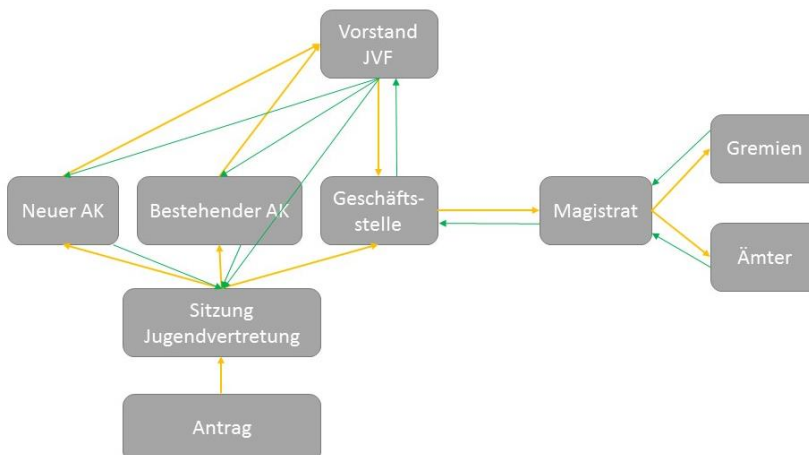 Vorstand
JVF
Gremien
Neuer AK
Bestehender AK
Geschäfts-
stelle
Magistrat
Ämter
Sitzung
Jugendvertretung
Antrag